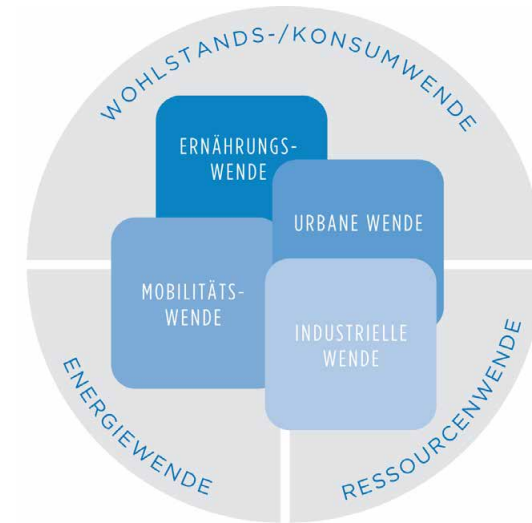 WOHLSTANDS-/KONSUMWENDE
ERNÄHRUNGS-
WENDE
URBANE WENDE
MOBILITÄTS-
WENDE
INDUSTRIELLE
WENDE
ENERGIEWENDE
RESSOURCENWENDE